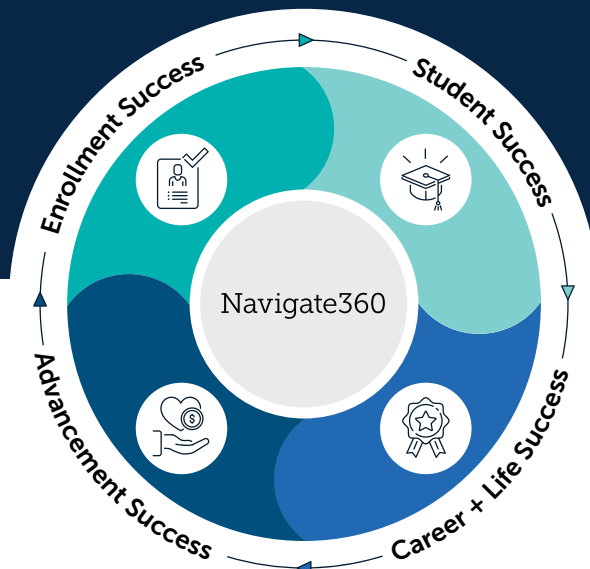 Enrollment Success
Student Success
Navigate360
Advancement Success
Career + Life Success
$